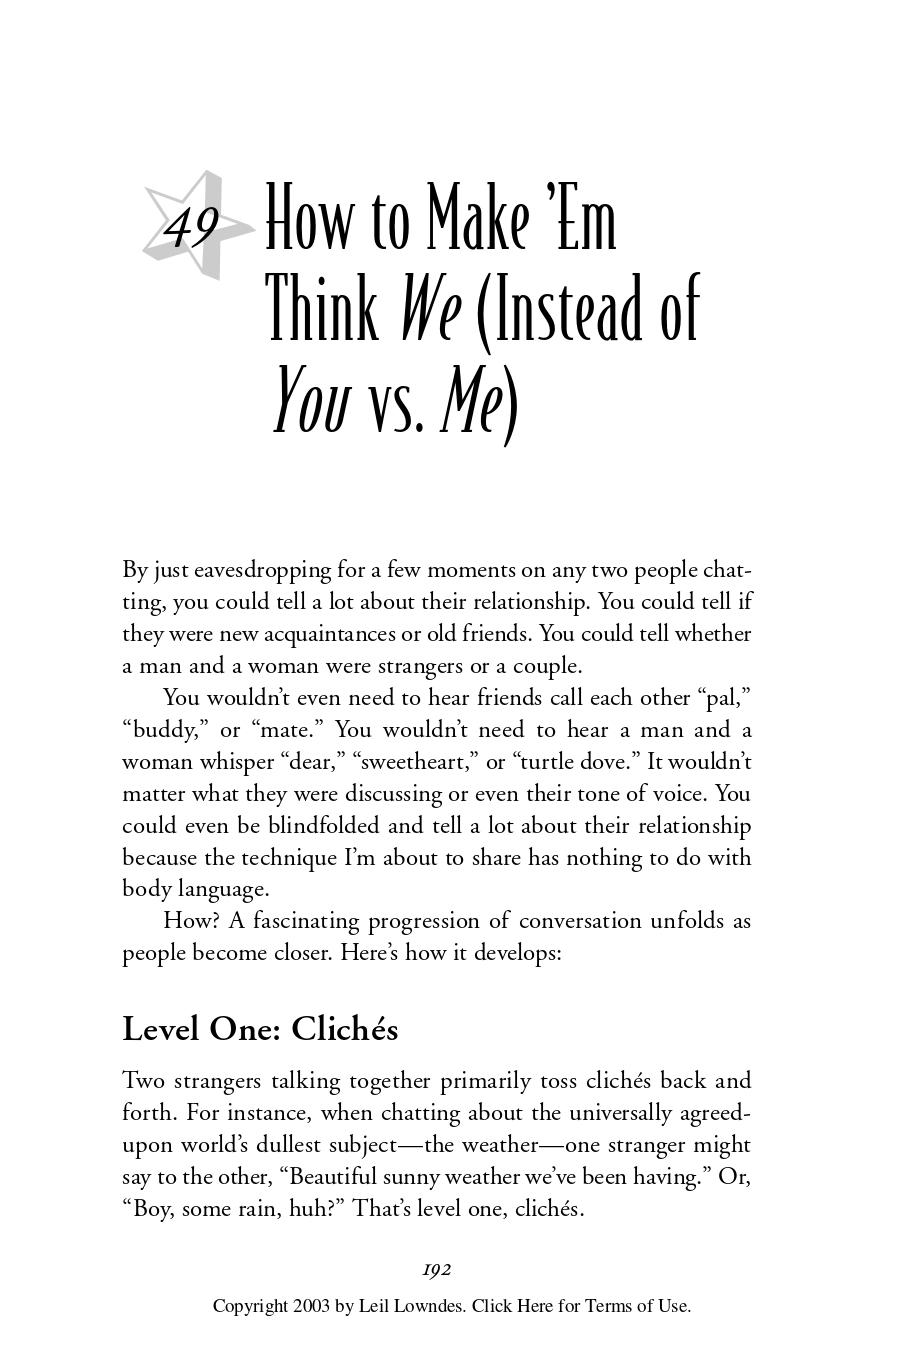 49
How to Make ’Em
Think We (Instead of
You vs. Me)
By just eavesdropping for a few moments on any two people chat-
ting, you could tell a lot about their relationship. You could tell if
they were new acquaintances or old friends. You could tell whether
a man and a woman were strangers or a couple.
You wouldn’t even need to hear friends call each other “pal,”
“buddy,” or “mate.” You wouldn’t need to hear a man and a
woman whisper “dear,” “sweetheart,” or “turtle dove.” It wouldn’t
matter what they were discussing or even their tone of voice. You
could even be blindfolded and tell a lot about their relationship
because the technique I’m about to share has nothing to do with
body language.
How? A fascinating progression of conversation unfolds as
people become closer. Here’s how it develops:
Level One: Clichés
Two strangers talking together primarily toss clichés back and
forth. For instance, when chatting about the universally agreed-
upon world’s dullest subject—the weather—one stranger might
say to the other, “Beautiful sunny weather we’ve been having.” Or,
“Boy, some rain, huh?” That’s level one, clichés.
192
Copyright 2003 by Leil Lowndes. Click Here for Terms of Use.